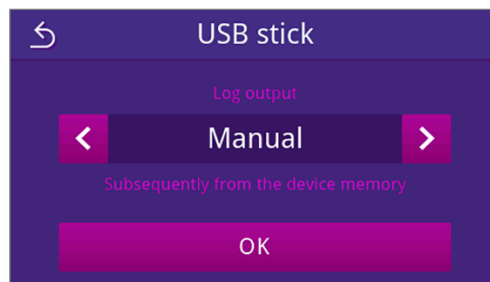 USB stick
Log output
Manual
Subsequently from the device memory
OK